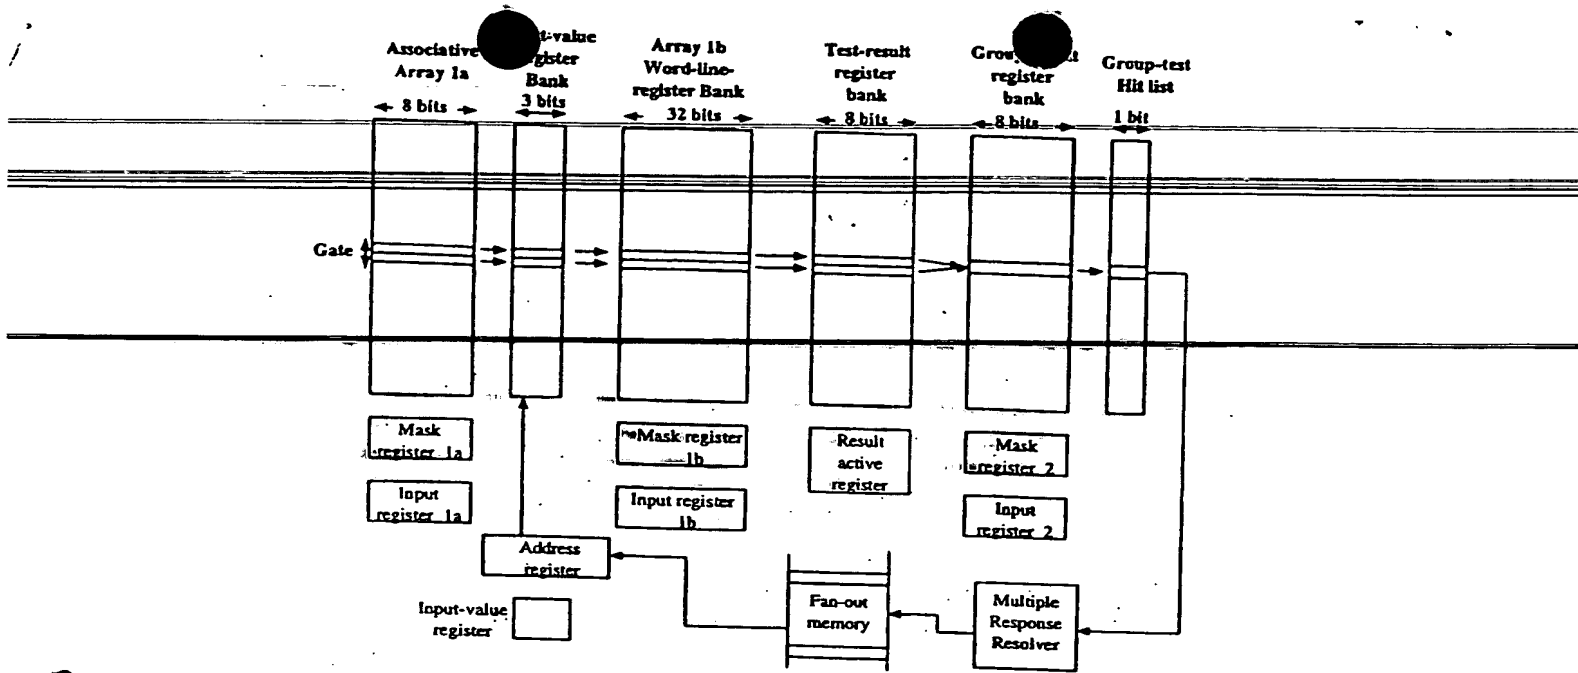 Associative
Array 1a
8 bits
Bank
3 bits
Array 1b
Word-line-
register Bank
32 bits
Test-result
register
bank
8 bits
register
bank
8 bits
Group-test
Hit list
1 bit
Gate
Mask
register 1a
Input
register 1a
Mask register
1b
Input register
1b
Result
active
register
Mask
register 2
Input
register 2
Address
register
Input-value
register
Fan-out
memory
Multiple
Response
Resolver